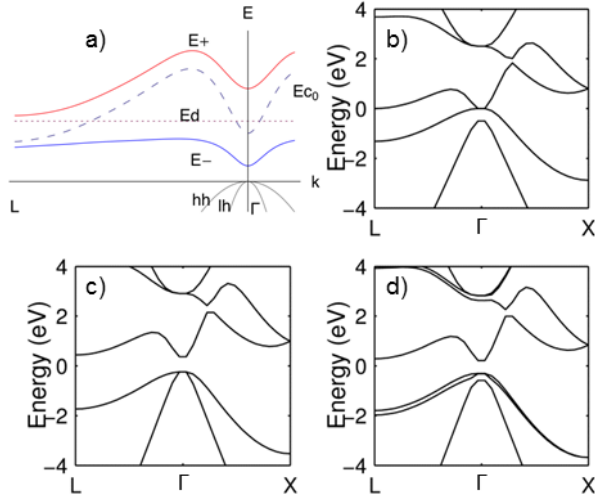 a)
E
E+
Ec0
Ed
E−
k
L
hh
lh
Γ
b)
Energy (eV)
4
2
0
−2
−4
L
Γ
X
c)
Energy (eV)
4
2
0
−2
−4
L
Γ
X
d)
Energy (eV)
4
2
0
−2
−4
L
Γ
X